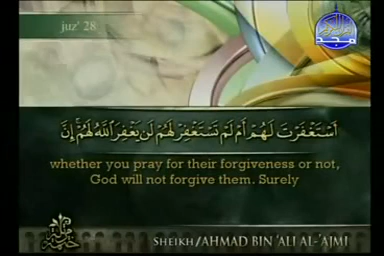 juz' 28
المجد
أَسْتَغْفَرْتَ لَهُمْ أَمْ لَمْ تَسْتَغْفِرْ لَهُمْ لَن يَغْفِرَ اللَّهُ لَهُمْ ۚ إِنَّ
whether you pray for their forgiveness or not,
God will not forgive them. Surely
SHEIKH/AHMAD BIN 'ALI AL-'AJMI